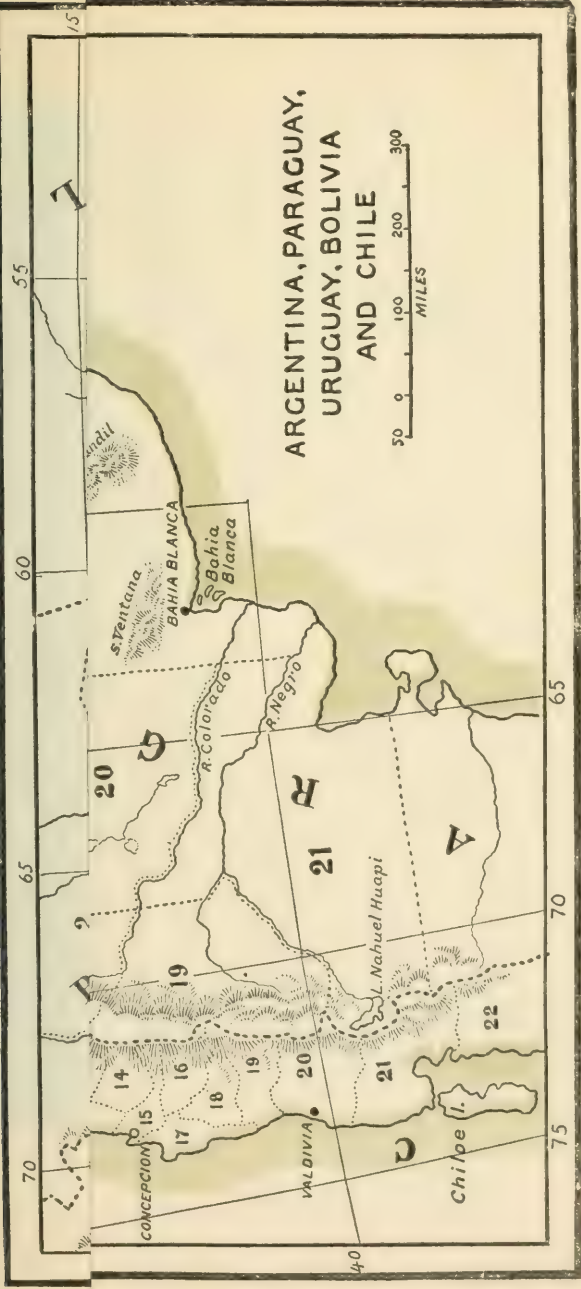 ARGENTINA, PARAGUAY,
URUGUAY, BOLIVIA
AND CHILE
50 0 100 200 300
MILES
15
55
60
65
70
L
ndil
S. Ventana
BAHIA BLANCA
Bahia
Blanca
20
G
R. Colorado
R. Negro
R
21
A
65
70
75
40
19
L. Nahuel Huapi
14
15
16
17
18
19
20
21
22
CONCEPCION
VALDIVIA
C
Chiloe I.